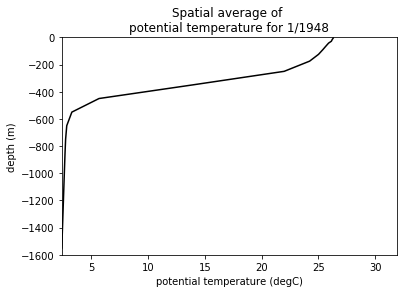 Spatial average of
potential temperature for 1/1948
0
−200
−400
−600
−800
−1000
−1200
−1400
−1600
depth (m)
5 10 15 20 25 30
potential temperature (degC)